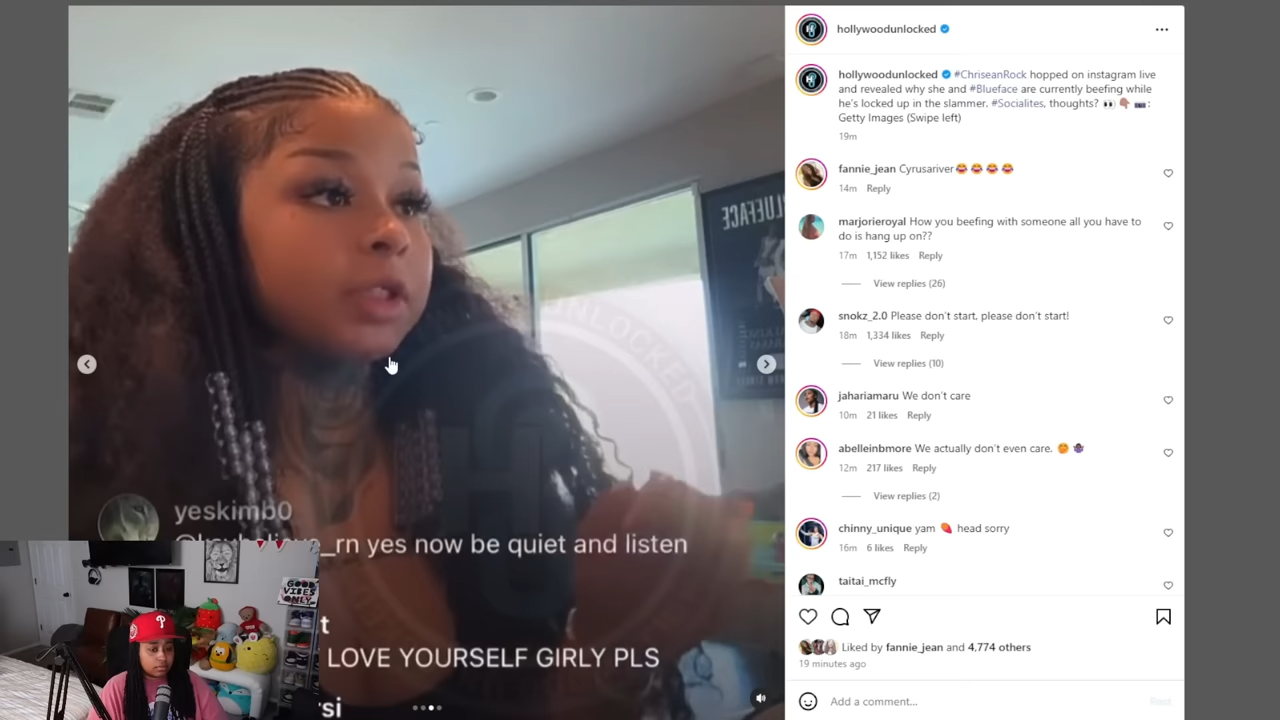 hollywoodunlocked
hollywoodunlocked #ChriseanRock hopped on instagram live
and revealed why she and #Blueface are currently beefing while
he's locked up in the slammer. #Socialites, thoughts? 👀 👇🏽 📷:
Getty Images (Swipe left)
19m
fannie_jean Cyrusariver😂 😂 😂 😂
14m Reply
marjorieroyal How you beefing with someone all you have to
do is hang up on??
17m 1,152 likes Reply
View replies (26)
snokz_2.0 Please don't start, please don't start!
18m 1,334 likes Reply
View replies (10)
jahariamaru We don't care
10m 21 likes Reply
abelleinbmore We actually don't even care.
12m 217 likes Reply
View replies (2)
chinny_unique yam 🍠 head sorry
16m 6 likes Reply
taitai_mcfly
Liked by fannie_jean and 4,774 others
19 minutes ago
Add a comment...
Post
BLUEFACE
UNLOCKED
yeskimb0
_rn yes now be quiet and listen
t
LOVE YOURSELF GIRLY PLS
si
GOOD
VIBES
ONLY